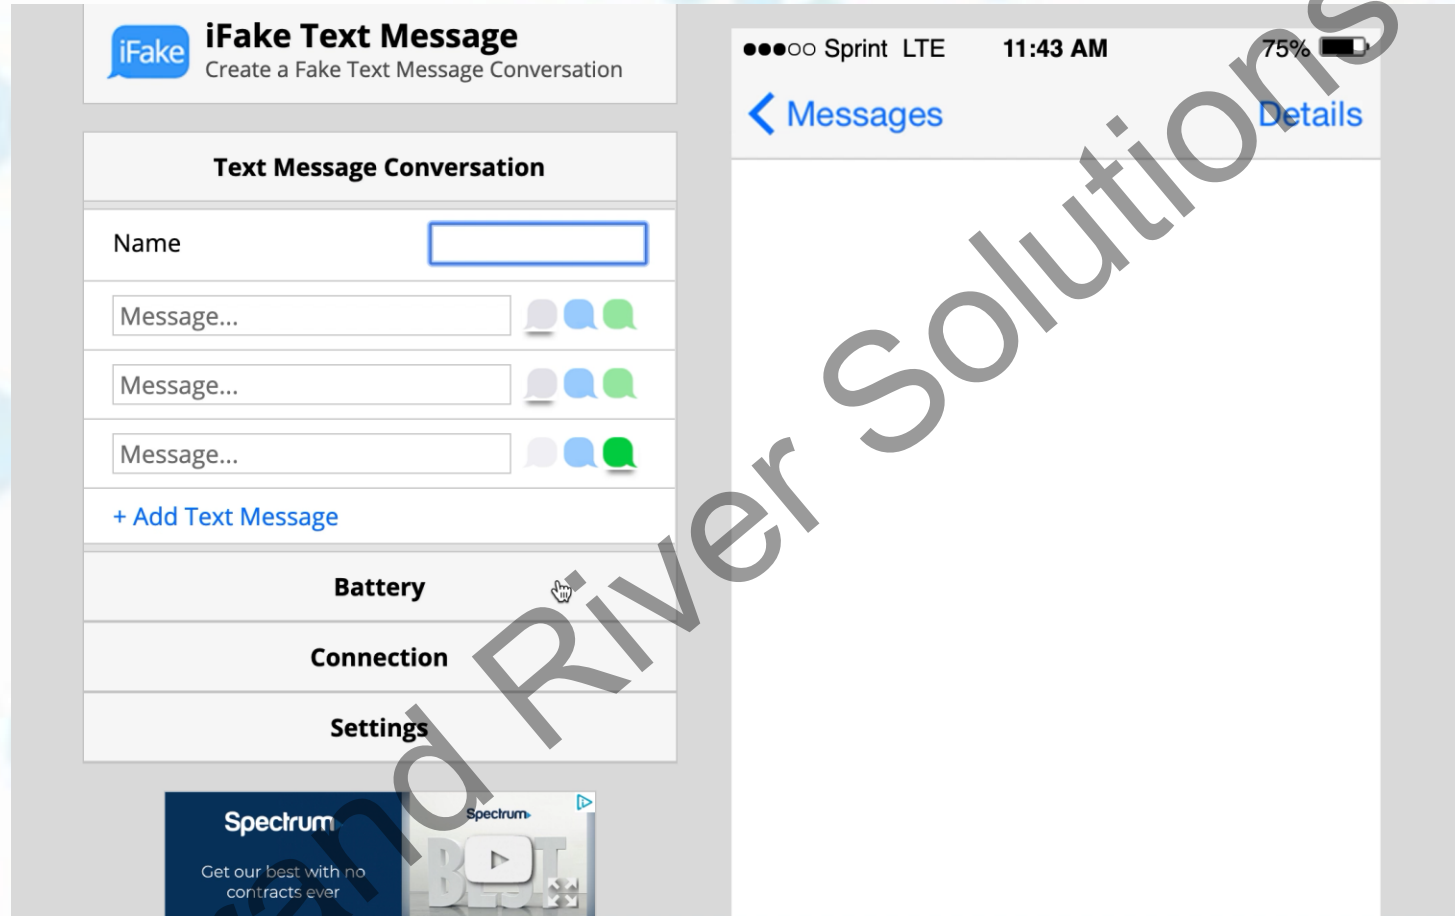 iFake
iFake Text Message
Create a Fake Text Message Conversation
Text Message Conversation
Name
Message...
Message...
Message...
+ Add Text Message
Battery
Connection
Settings
Spectrum
Get our best with no
contracts ever
Spectrum
BEST
Sprint LTE 11:43 AM 75%
Messages Details
and River Solutions